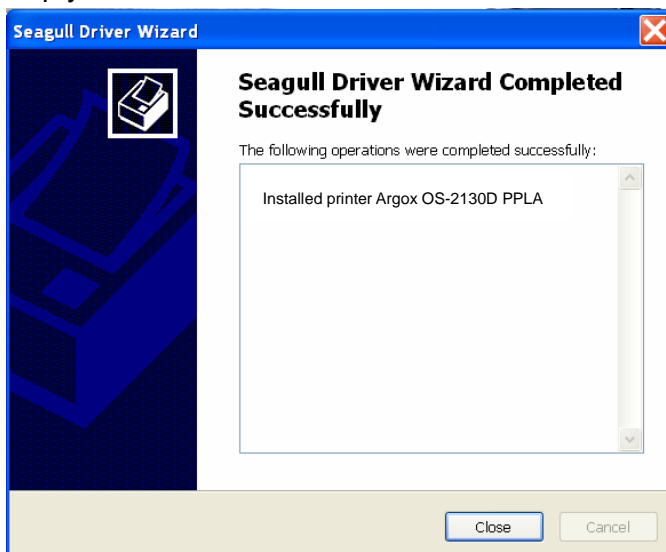 Seagull Driver Wizard
Seagull Driver Wizard Completed
Successfully
The following operations were completed successfully:
Installed printer Argox OS-2130D PPLA
Close
Cancel